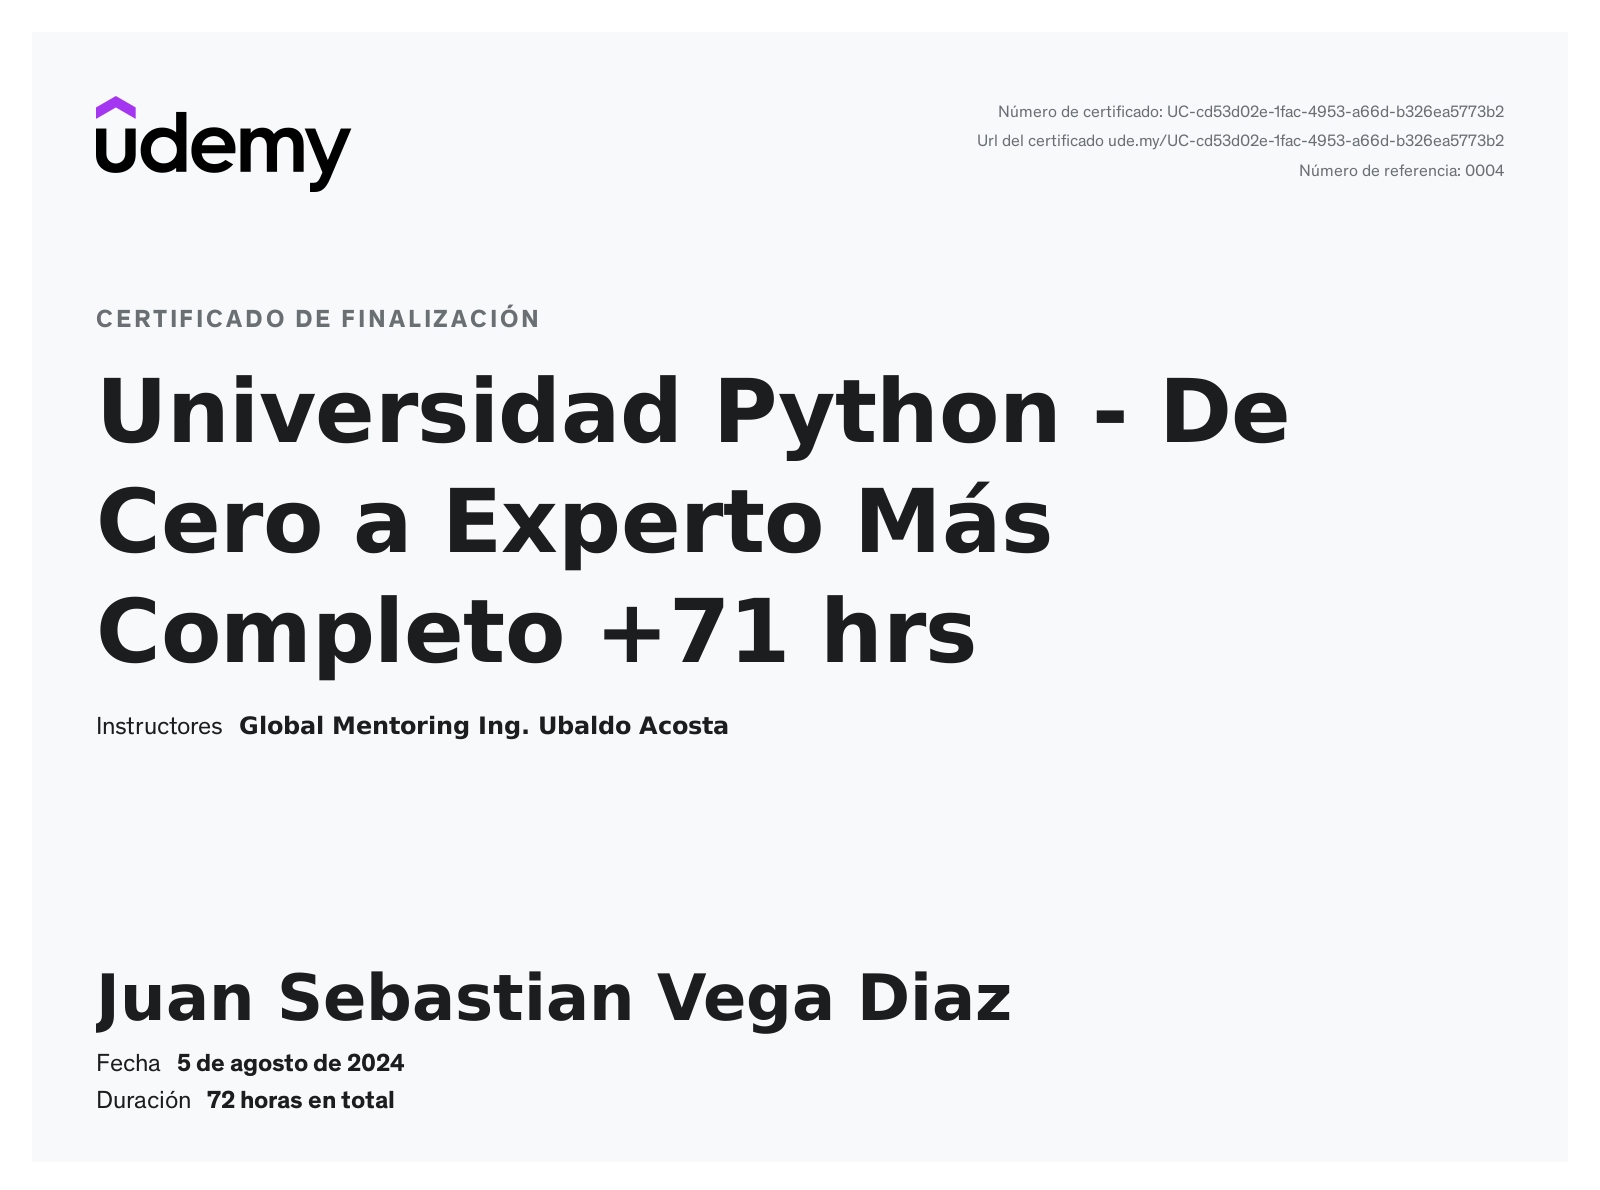 udemy
Número de certificado: UC-cd53d02e-1fac-4953-a66d-b326ea5773b2
Url del certificado ude.my/UC-cd53d02e-1fac-4953-a66d-b326ea5773b2
Número de referencia: 0004
CERTIFICADO DE FINALIZACIÓN
Universidad Python - De
Cero a Experto Más
Completo +71 hrs
Instructores Global Mentoring Ing. Ubaldo Acosta
Juan Sebastian Vega Diaz
Fecha 5 de agosto de 2024
Duración 72 horas en total